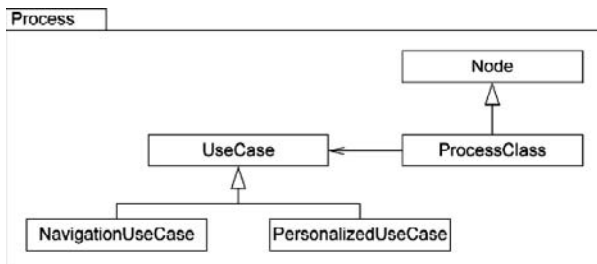 Process
Node
UseCase
ProcessClass
NavigationUseCase
PersonalizedUseCase